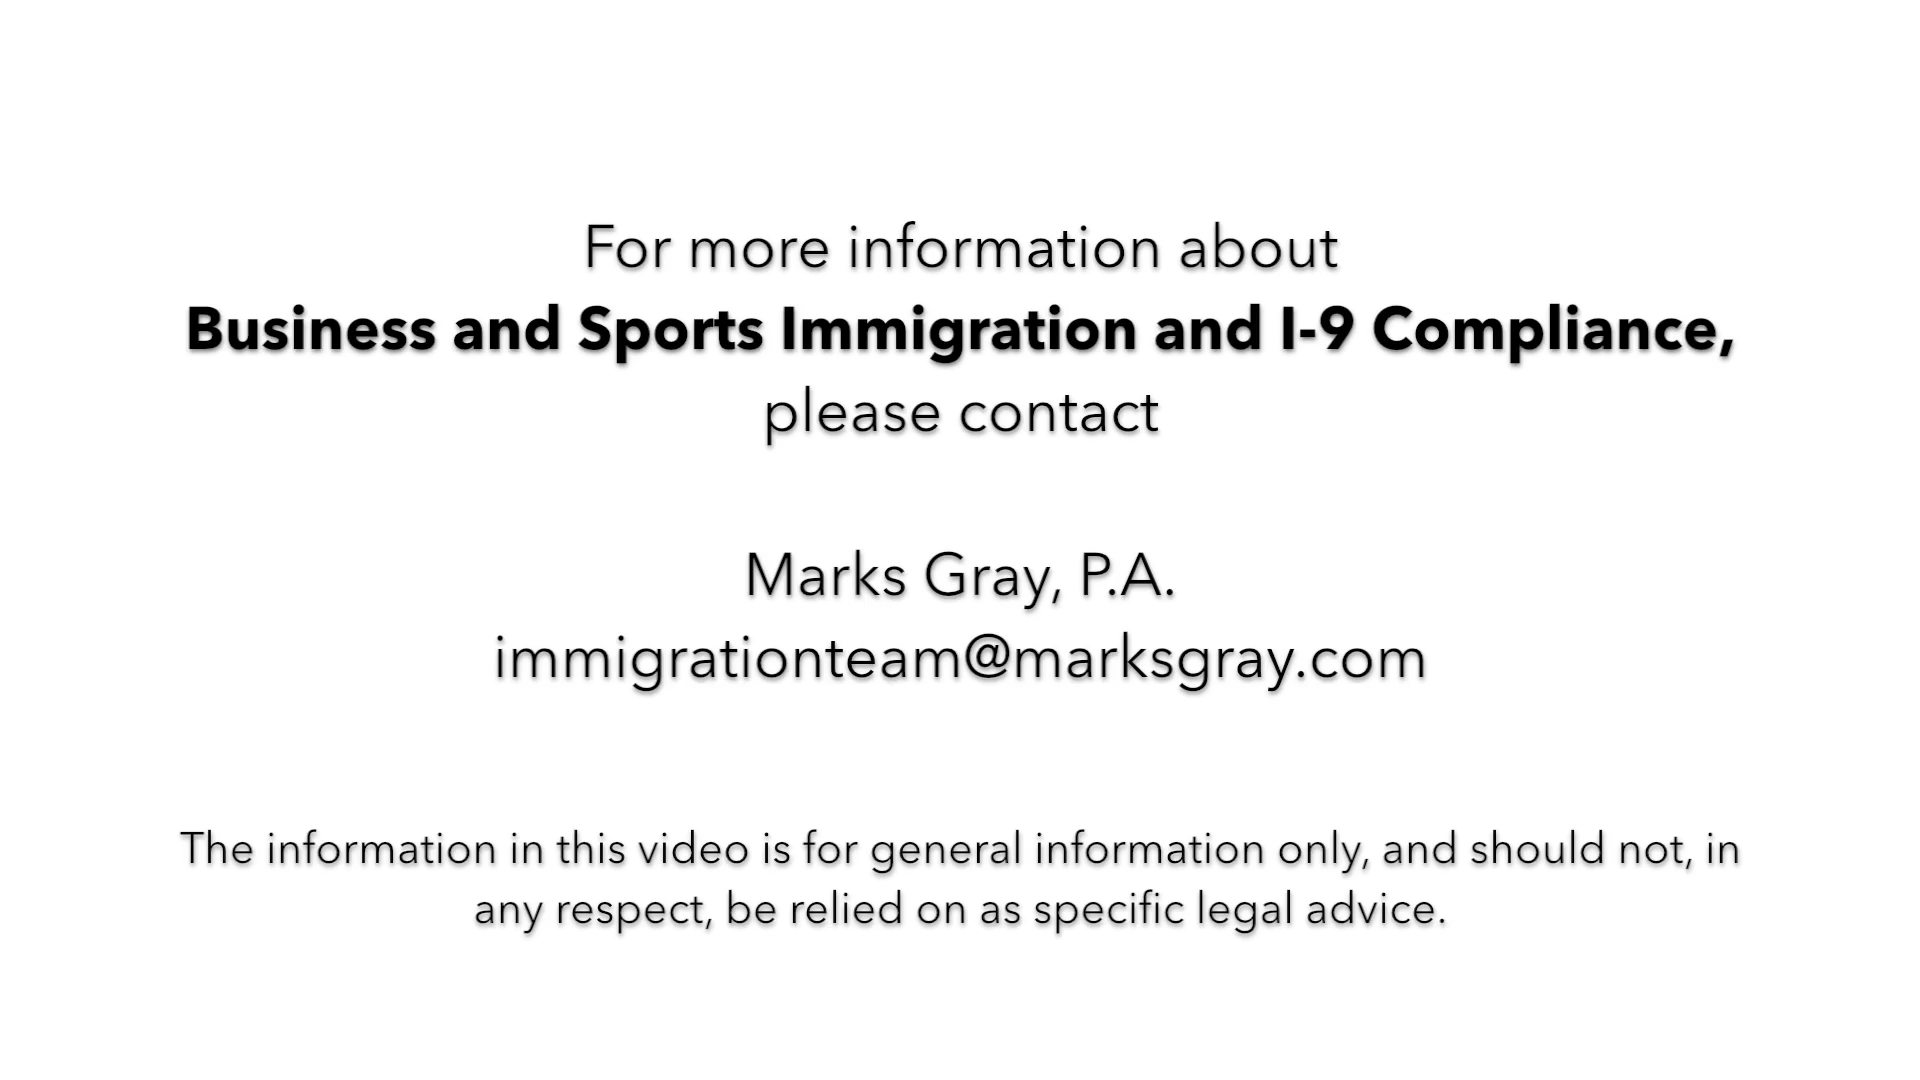 For more information about
Business and Sports Immigration and I-9 Compliance,
please contact
Marks Gray, P.A.
immigrationteam@marksgray.com
The information in this video is for general information only, and should not, in
any respect, be relied on as specific legal advice.